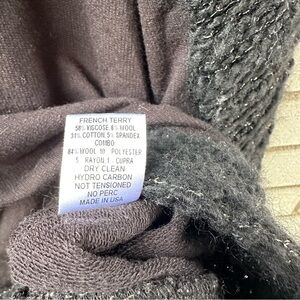 FRENCH TERRY
58% VISCOSE 6% WOOL
31% COTTON 5% SPANDEX
COMBO
84% WOOL 10 POLYESTER
5 RAYON 1 CUPRA
DRY CLEAN
HYDRO CARBON
NOT TENSIONED
NO PERC
MADE IN USA